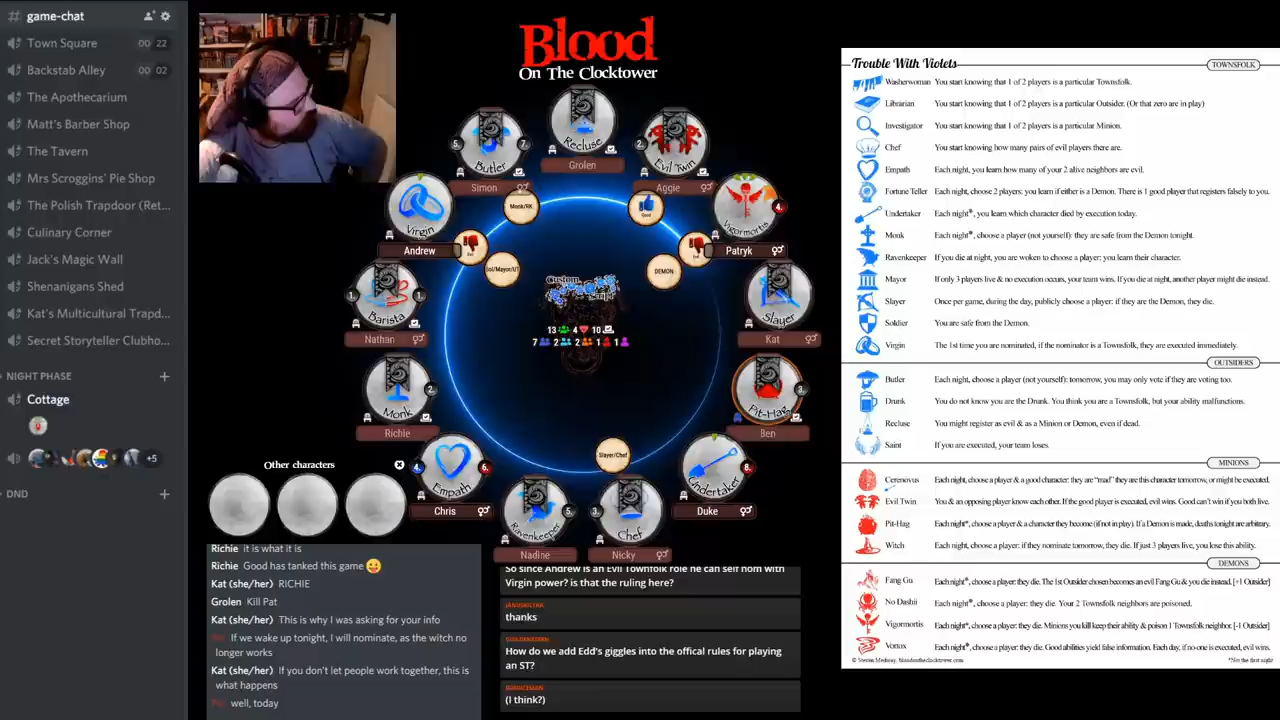 # game-chat
Town Square 00 22
Backstab Alley 00 02
The Apothecarium
Matt's Barber Shop
The Tavern
Mrs Scroggins' Pie Shop
The Polish Trapdoor (Ret...
Culinary Corner
Jack's Magic Wall
Shenanigans Shed
Kat's Multicultural Trapd...
Secret Storyteller Clubho...
NIGHT PHASE
Cottage
+5
DND
Blood
On The Clocktower
Recluse
Grolen
Evil Twin
Aggie
Vigormortis
Patryk
Slayer
Kat
Pit-Hag
Ben
Undertaker
Duke
Chef
Nicky
Ravenkeeper
Nadine
Empath
Chris
Monk
Richie
Barista
Nathan
Virgin
Andrew
Butler
Simon
Monk/RK
Good
Evil
Evil
DEMON
Sol/Mayor/UT
Slayer/Chef
Custom
Script
13 4 10
7 2 2 1 1
Other characters
Richie it is what it is
Richie Good has tanked this game
Kat (she/her) RICHIE
Grolen Kill Pat
Kat (she/her) This is why I was asking for your info
If we wake up tonight, I will nominate, as the witch no
longer works
Kat (she/her) If you don't let people work together, this is
what happens
well, today
So since Andrew is an Evil Townfolk role he can self nom with
Virgin power? is that the ruling here?
thanks
How do we add Edd's giggles into the offical rules for playing
an ST?
(I think?)
Trouble With Violets
TOWNSFOLK
Washerwoman You start knowing that 1 of 2 players is a particular Townsfolk.
Librarian You start knowing that 1 of 2 players is a particular Outsider. (Or that zero are in play)
Investigator You start knowing that 1 of 2 players is a particular Minion.
Chef You start knowing how many pairs of evil players there are.
Empath Each night, you learn how many of your 2 alive neighbors are evil.
Fortune Teller Each night, choose 2 players: you learn if either is a Demon. There is 1 good player that registers falsely to you.
Undertaker Each night*, you learn which character died by execution today.
Monk Each night*, choose a player (not yourself): they are safe from the Demon tonight.
Ravenkeeper If you die at night, you are woken to choose a player; you learn their character.
Mayor If only 3 players live & no execution occurs, your team wins. If you die at night, another player might die instead.
Slayer Once per game, during the day, publicly choose a player: if they are the Demon, they die.
Soldier You are safe from the Demon.
Virgin The 1st time you are nominated, if the nominator is a Townsfolk, they are executed immediately.
OUTSIDERS
Butler Each night, choose a player (not yourself): tomorrow, you may only vote if they are voting too.
Drunk You do not know you are the Drunk. You think you are a Townsfolk, but your ability malfunctions.
Recluse You might register as evil & as a Minion or Demon, even if dead.
Saint If you are executed, your team loses.
MINIONS
Cerenovus Each night, choose a player & a good character: they are "mad" they are this character tomorrow, or might be executed.
Evil Twin You & an opposing player know each other. If the good player is executed, evil wins. Good can't win if you both live.
Pit-Hag Each night*, choose a player & a character they become (if not in play). If a Demon is made, deaths tonight are arbitrary.
Witch Each night, choose a player: if they nominate tomorrow, they die. If just 3 players live, you lose this ability.
DEMONS
Fang Gu Each night*, choose a player: they die. The 1st Outsider chosen becomes an evil Fang Gu & you die instead. [+1 Outsider]
No Dashii Each night*, choose a player: they die. Your 2 Townsfolk neighbors are poisoned.
Vigormortis Each night*, choose a player: they die. Minions you kill keep their ability & poison 1 Townsfolk neighbor. [-1 Outsider]
Vortox Each night*, choose a player: they die. Good abilities yield false information. Each day, if no-one is executed, evil wins.
© Steven Medway, bloodontheclocktower.com
*Not the first night